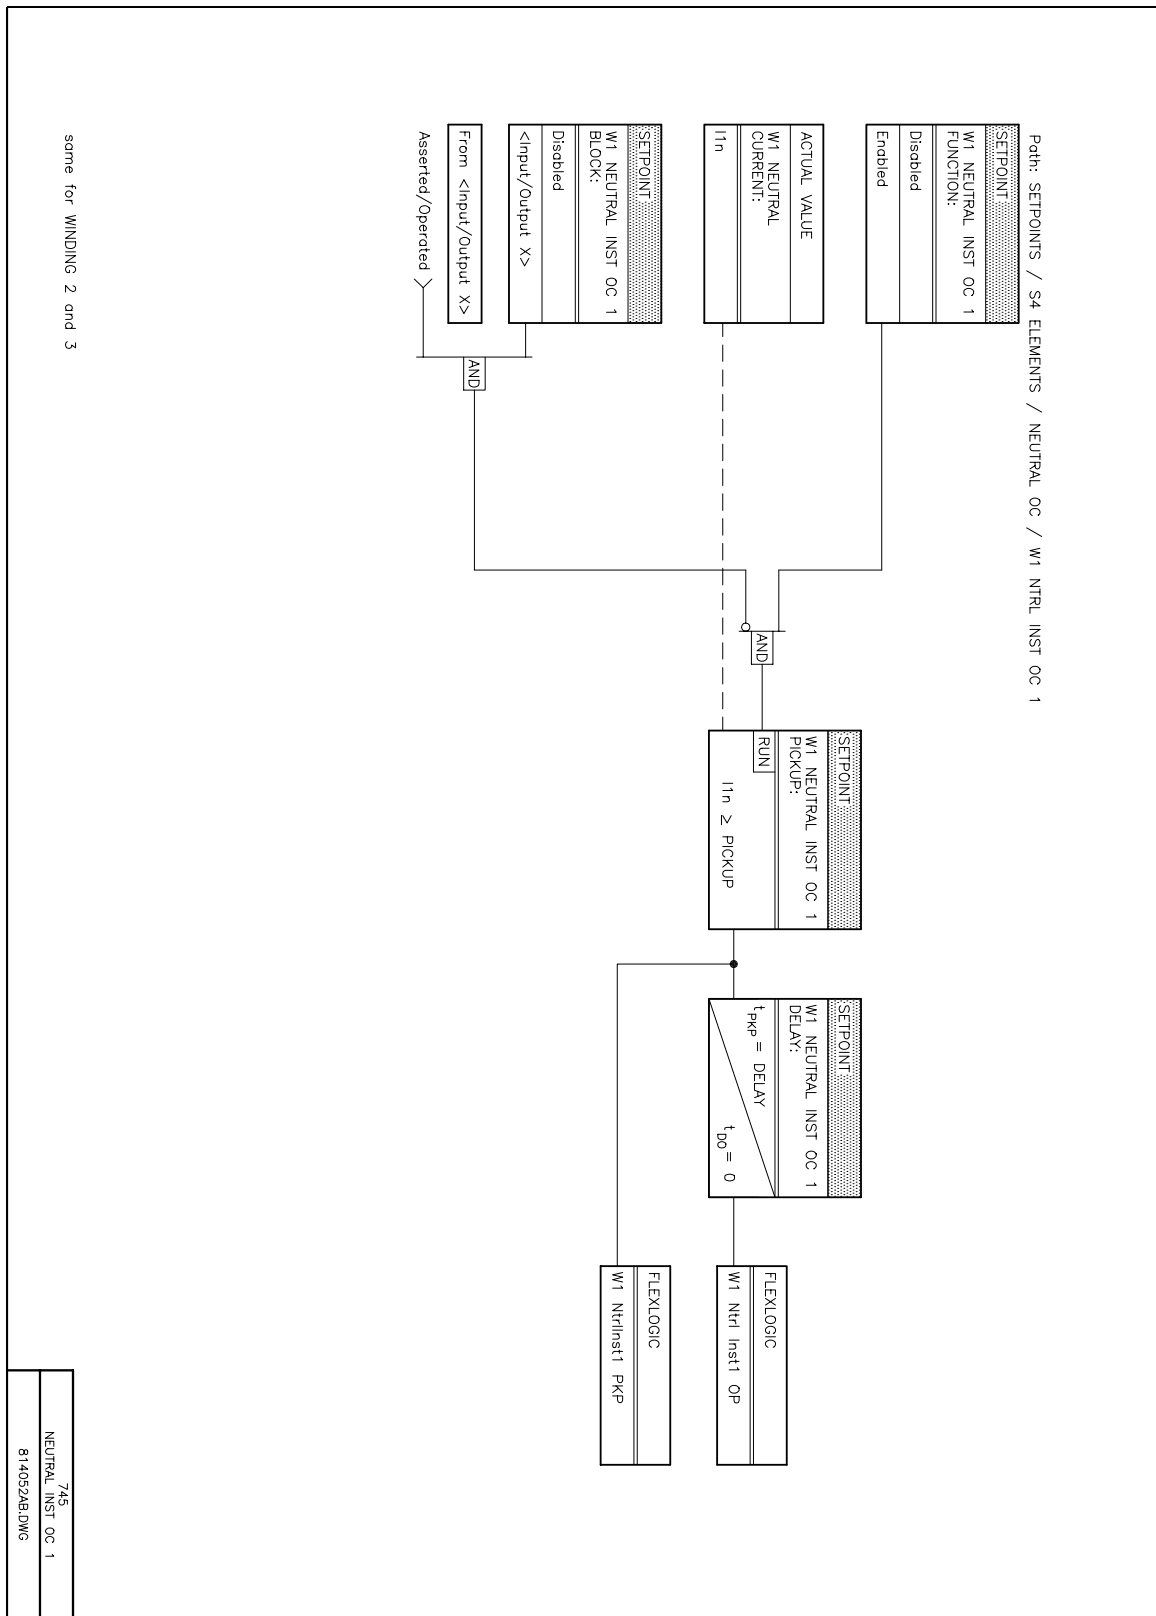 Path: SETPOINTS / S4 ELEMENTS / NEUTRAL OC / W1 NTRL INST OC 1
SETPOINT
W1 NEUTRAL INST OC 1
FUNCTION:
Disabled
Enabled
ACTUAL VALUE
W1 NEUTRAL
CURRENT:
I1n
SETPOINT
W1 NEUTRAL INST OC 1
BLOCK:
Disabled
<Input/Output X>
From <Input/Output X>
Asserted/Operated
AND
AND
SETPOINT
W1 NEUTRAL INST OC 1
PICKUP:
RUN
I1n ≥ PICKUP
SETPOINT
W1 NEUTRAL INST OC 1
DELAY:
tPKP = DELAY
tDO = 0
FLEXLOGIC
W1 Ntrl Inst1 OP
FLEXLOGIC
W1 NtrlInst1 PKP
same for WINDING 2 and 3
745
NEUTRAL INST OC 1
814052AB.DWG